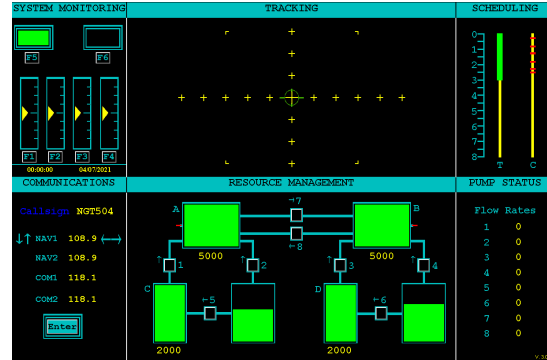 SYSTEM MONITORING
TRACKING
SCHEDULING
F5
F6
F1
F2
F3
F4
00:00:00
04/07/2021
0
1
2
3
4
5
6
7
8
T
C
COMMUNICATIONS
RESOURCE MANAGEMENT
PUMP STATUS
Callsign NGT504
↓↑ NAV1 108.9
NAV2 108.9
COM1 118.1
COM2 118.1
Enter
A
B
→7
←8
5000
5000
↑ 1
↑ 2
↑ 3
↑ 4
C
D
←5
←6
2000
2000
Flow Rates
1 0
2 0
3 0
4 0
5 0
6 0
7 0
8 0